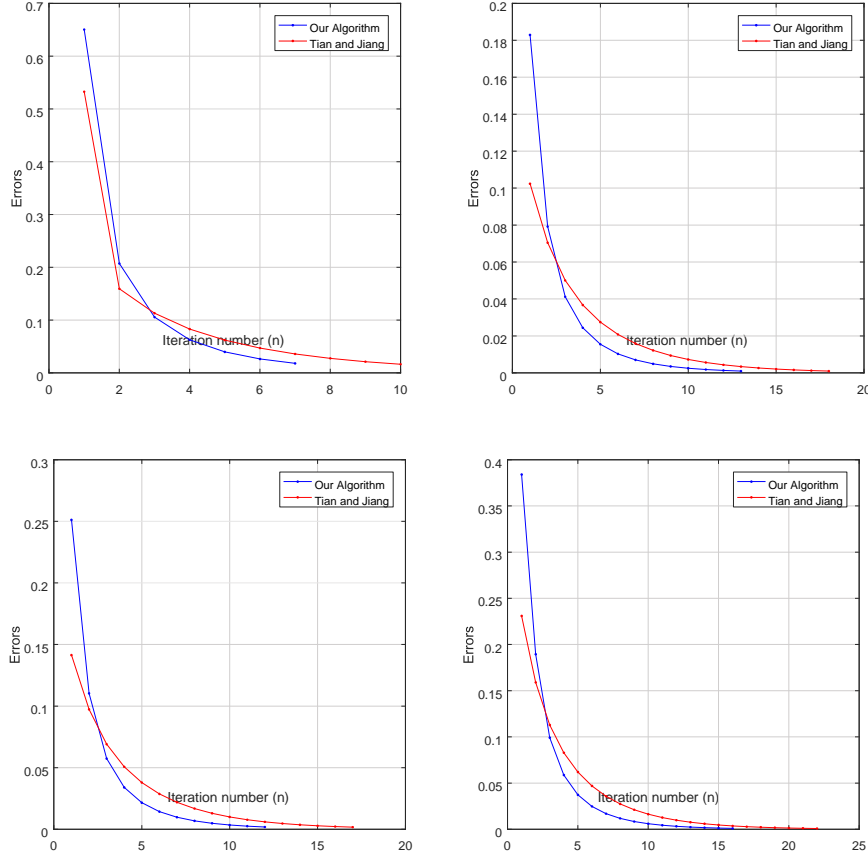 0.7
0.6
0.5
0.4
0.3
0.2
0.1
0
Errors
Our Algorithm
Tian and Jiang
Iteration number (n)
0 2 4 6 8 10
0.2
0.18
0.16
0.14
0.12
0.1
0.08
0.06
0.04
0.02
0
Errors
Our Algorithm
Tian and Jiang
Iteration number (n)
0 5 10 15 20
0.3
0.25
0.2
0.15
0.1
0.05
0
Errors
Our Algorithm
Tian and Jiang
Iteration number (n)
0 5 10 15 20
0.4
0.35
0.3
0.25
0.2
0.15
0.1
0.05
0
Errors
Our Algorithm
Tian and Jiang
Iteration number (n)
0 5 10 15 20 25